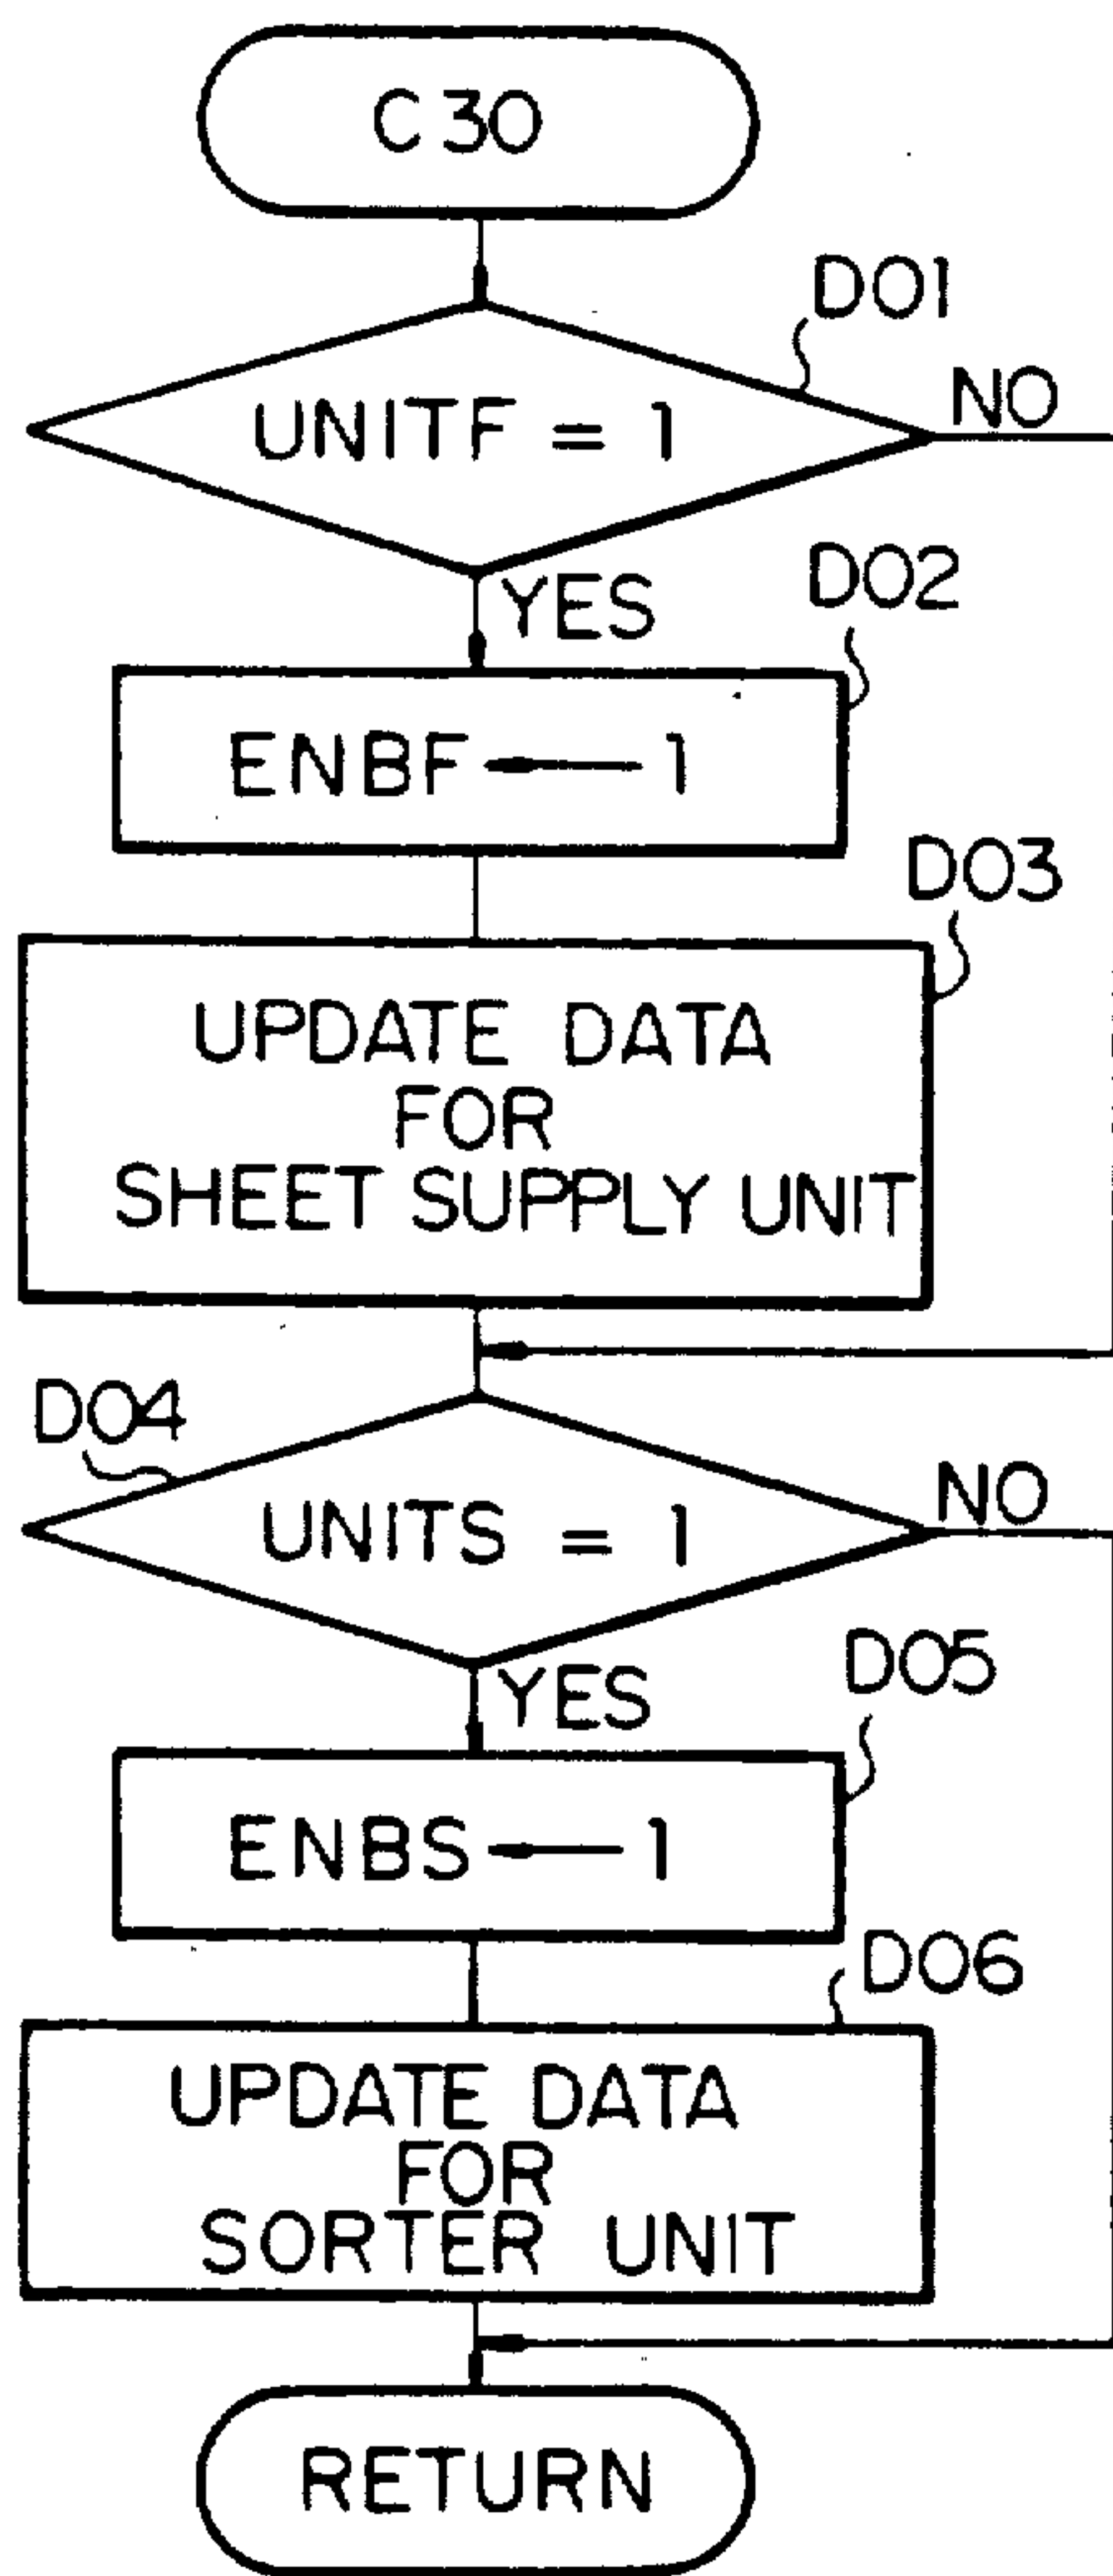 C30
D01
UNITF = 1
NO
YES
D02
ENBF ← 1
D03
UPDATE DATA
FOR
SHEET SUPPLY UNIT
D04
UNITS = 1
NO
YES
D05
ENBS ← 1
D06
UPDATE DATA
FOR
SORTER UNIT
RETURN